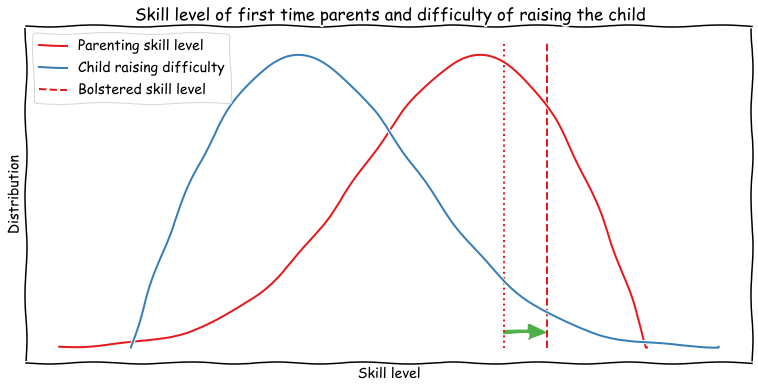 Skill level of first time parents and difficulty of raising the child
Parenting skill level
Child raising difficulty
Bolstered skill level
Distribution
Skill level